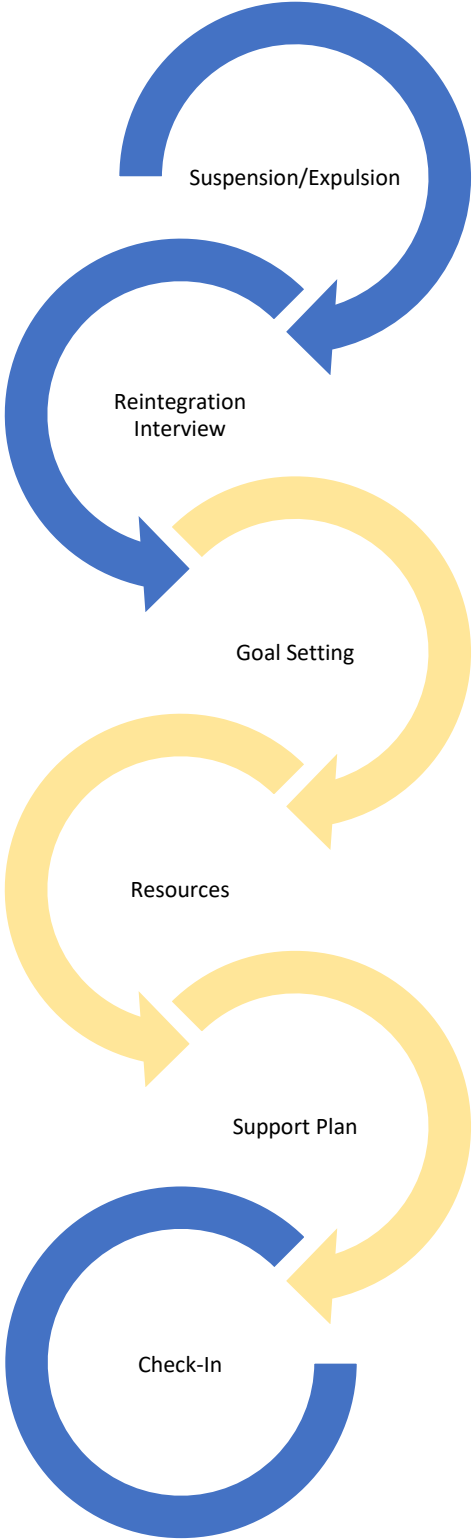 Suspension/Expulsion
Reintegration
Interview
Goal Setting
Resources
Support Plan
Check-In